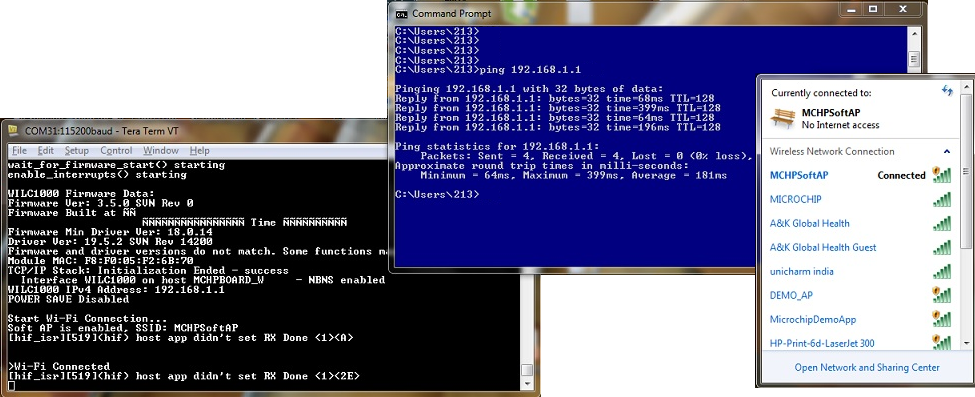 Command Prompt
C:\Users\213>
C:\Users\213>
C:\Users\213>
C:\Users\213>
C:\Users\213>ping 192.168.1.1
Pinging 192.168.1.1 with 32 bytes of data:
Reply from 192.168.1.1: bytes=32 time=68ms TTL=128
Reply from 192.168.1.1: bytes=32 time=399ms TTL=128
Reply from 192.168.1.1: bytes=32 time=64ms TTL=128
Reply from 192.168.1.1: bytes=32 time=196ms TTL=128
Ping statistics for 192.168.1.1:
Packets: Sent = 4, Received = 4, Lost = 0 (0% loss),
Approximate round trip times in milli-seconds:
Minimum = 64ms, Maximum = 399ms, Average = 181ms
C:\Users\213>
Currently connected to:
MCHPSoftAP
No Internet access
Wireless Network Connection
MCHPSoftAP Connected
MICROCHIP
A&K Global Health
A&K Global Health Guest
unicharm india
DEMO_AP
MicrochipDemoApp
HP-Print-6d-LaserJet 300
Open Network and Sharing Center
COM31:115200baud - Tera Term VT
File Edit Setup Control Window Help
wait_for_firmware_start() starting
enable_interrupts() starting
WILC1000 Firmware Data:
Firmware Ver: 3.5.0 SVN Rev 0
Firmware Built at ÑÑ
ÑÑÑÑÑÑÑÑÑÑÑÑÑÑÑ Time ÑÑÑÑÑÑÑÑÑÑ
Firmware Min Driver Ver: 18.0.14
Driver Ver: 19.5.2 SVN Rev 14200
Firmware and driver versions do not match. Some functions ma
Module MAC: F8:F0:05:F2:6B:70
TCP/IP Stack: Initialization Ended - success
Interface WILC1000 on host MCHPBOARD_W - NBNS enabled
WILC1000 IPv4 Address: 192.168.1.1
POWER SAVE Disabled
Start Wi-Fi Connection...
Soft AP is enabled, SSID: MCHPSoftAP
[hif_isr][519]<hif> host app didn't set RX Done <1><A>
>Wi-Fi Connected
[hif_isr][519]<hif> host app didn't set RX Done <1><2E>